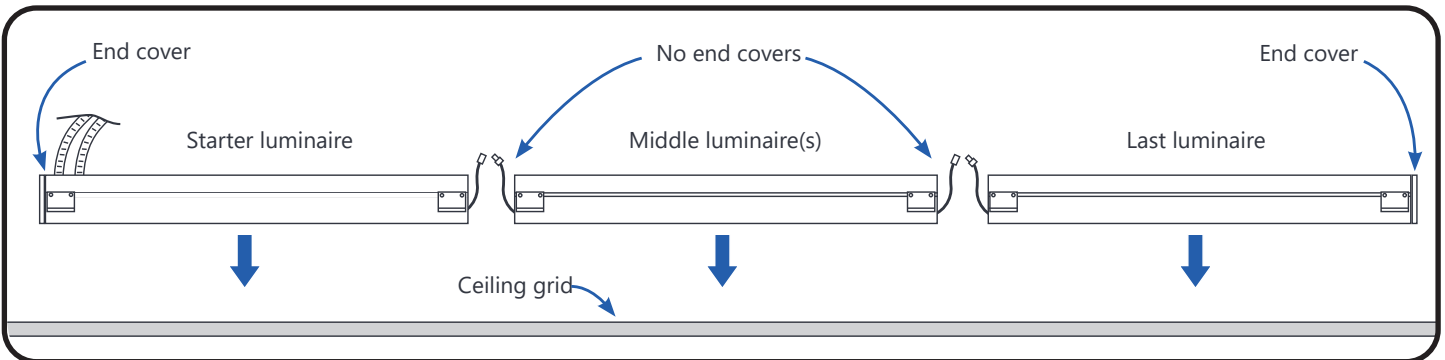 End cover
No end covers
End cover
Starter luminaire
Middle luminaire(s)
Last luminaire
Ceiling grid